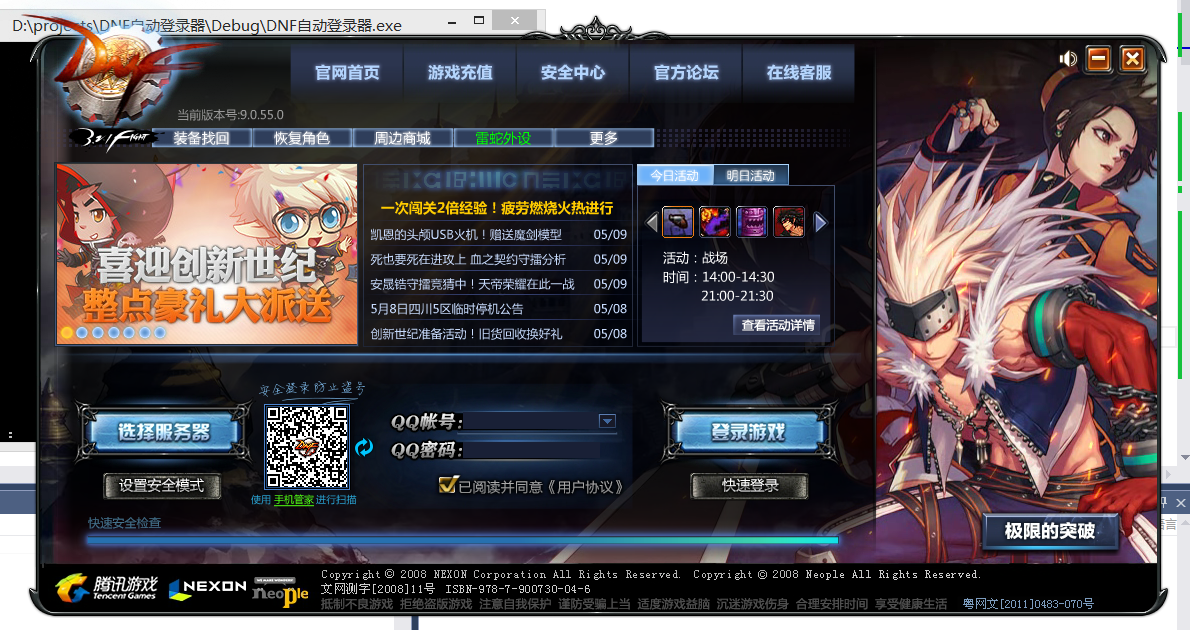 D:\projects\DNF自动登录器\Debug\DNF自动登录器.exe
DNF
官网首页 游戏充值 安全中心 官方论坛 在线客服
当前版本号:9.0.55.0
3.2.1 FIGHT 装备找回 恢复角色 周边商城 雷蛇外设 更多
喜迎创新世纪
整点豪礼大派送
一次闯关2倍经验！疲劳燃烧火热进行
凯恩的头颅USB火机！赠送魔剑模型 05/09
死也要死在进攻上 血之契约守擂分析 05/09
安晟锆守擂竞猜中！天帝荣耀在此一战 05/09
5月8日四川5区临时停机公告 05/08
创新世纪准备活动！旧货回收换好礼 05/08
今日活动 明日活动
活动：战场
时间：14:00-14:30
21:00-21:30
查看活动详情
安全登录 防止盗号
选择服务器
设置安全模式
使用 手机管家 进行扫描
QQ帐号:
QQ密码:
已阅读并同意《用户协议》
登录游戏
快速登录
快速安全检查
极限的突破
腾讯游戏
Tencent Games
NEXON
neople
Copyright © 2008 NEXON Corporation All Rights Reserved. Copyright © 2008 Neople All Rights Reserved.
文网测字[2008]11号 ISBN-978-7-900730-04-6
抵制不良游戏 拒绝盗版游戏 注意自我保护 谨防受骗上当 适度游戏益脑 沉迷游戏伤身 合理安排时间 享受健康生活 粤网文[2011]0483-070号